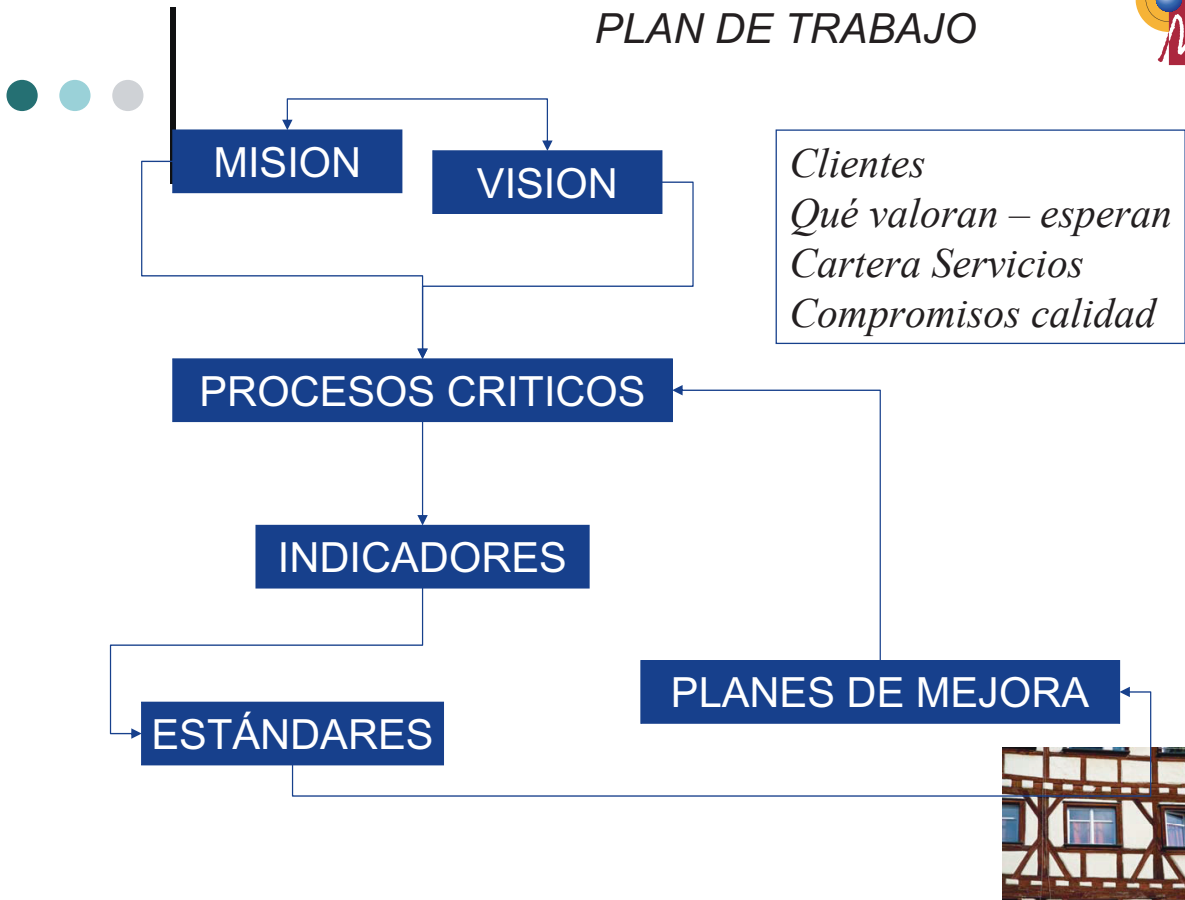 PLAN DE TRABAJO
MISION
VISION
Clientes
Qué valoran – esperan
Cartera Servicios
Compromisos calidad
PROCESOS CRITICOS
INDICADORES
PLANES DE MEJORA
ESTÁNDARES